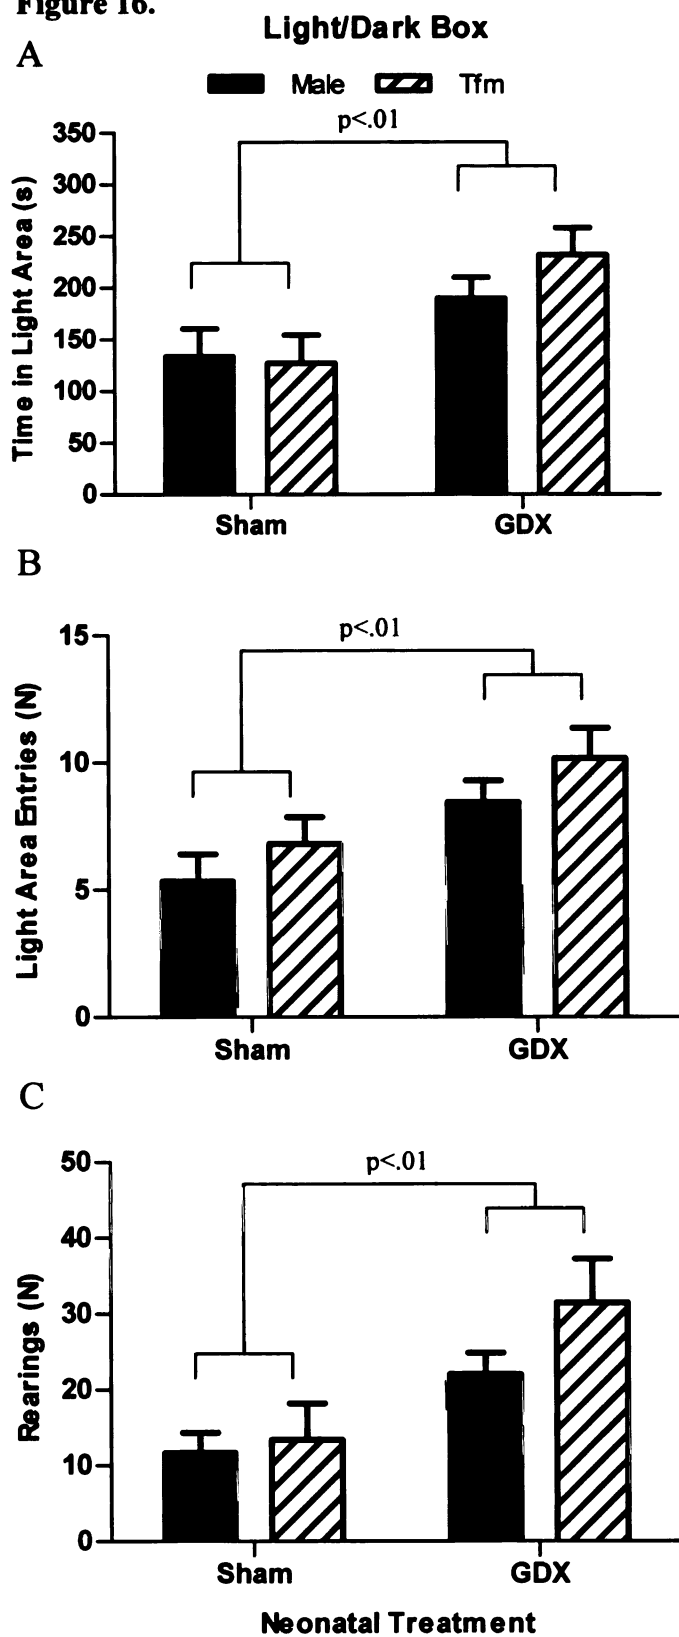 Figure 16.
Light/Dark Box
A
Male Tfm
p<.01
350
300
250
200
150
100
50
0
Time in Light Area (s)
Sham GDX
B
p<.01
15
10
5
0
Light Area Entries (N)
Sham GDX
C
p<.01
50
40
30
20
10
0
Rearings (N)
Sham GDX
Neonatal Treatment